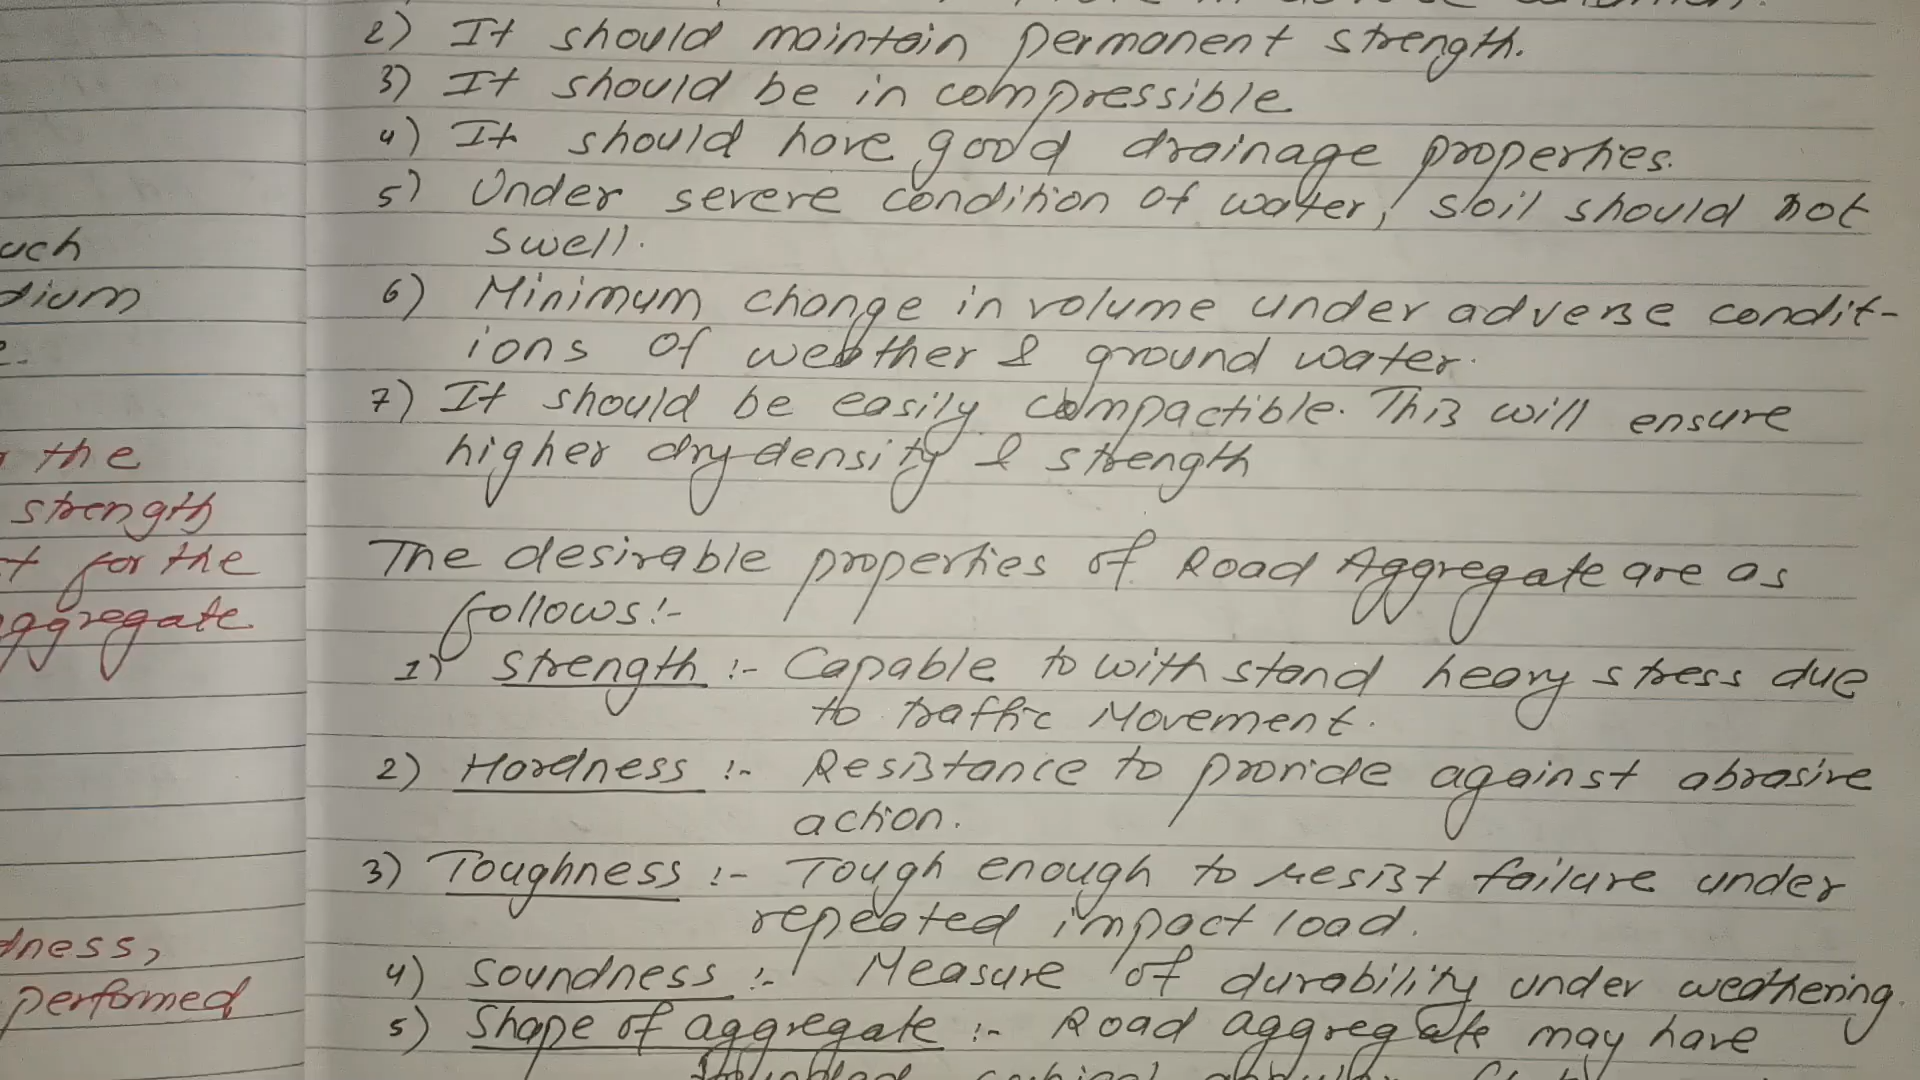 2) It should maintain permanent strength.
3) It should be in compressible
4) It should have good drainage properties.
5) Under severe condition of water, soil should not
swell.
6) Minimum change in volume under adverse condit-
ions of weather & ground water.
7) It should be easily compactible. This will ensure
higher dry density & strength
The desirable properties of Road Aggregate are as
follows:-
1) Strength :- Capable to with stand heavy stress due
to traffic Movement.
2) Hardness :- Resistance to provide against abrasive
action.
3) Toughness :- Tough enough to resist failure under
repeated impact load.
4) Soundness :- Measure of durability under weathering.
5) Shape of aggregate :- Road aggregate may have
uch
dium
the
strength
t for the
aggregate
dness,
performed